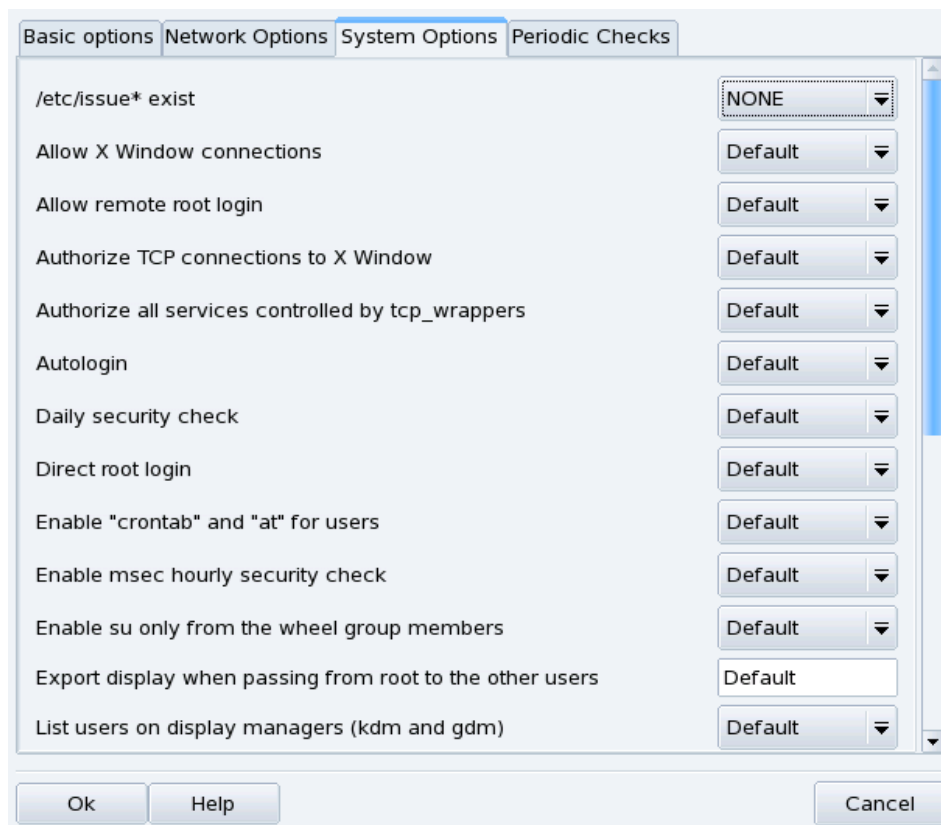 Basic options Network Options System Options Periodic Checks
/etc/issue* exist NONE
Allow X Window connections Default
Allow remote root login Default
Authorize TCP connections to X Window Default
Authorize all services controlled by tcp_wrappers Default
Autologin Default
Daily security check Default
Direct root login Default
Enable "crontab" and "at" for users Default
Enable msec hourly security check Default
Enable su only from the wheel group members Default
Export display when passing from root to the other users Default
List users on display managers (kdm and gdm) Default
Ok Help Cancel